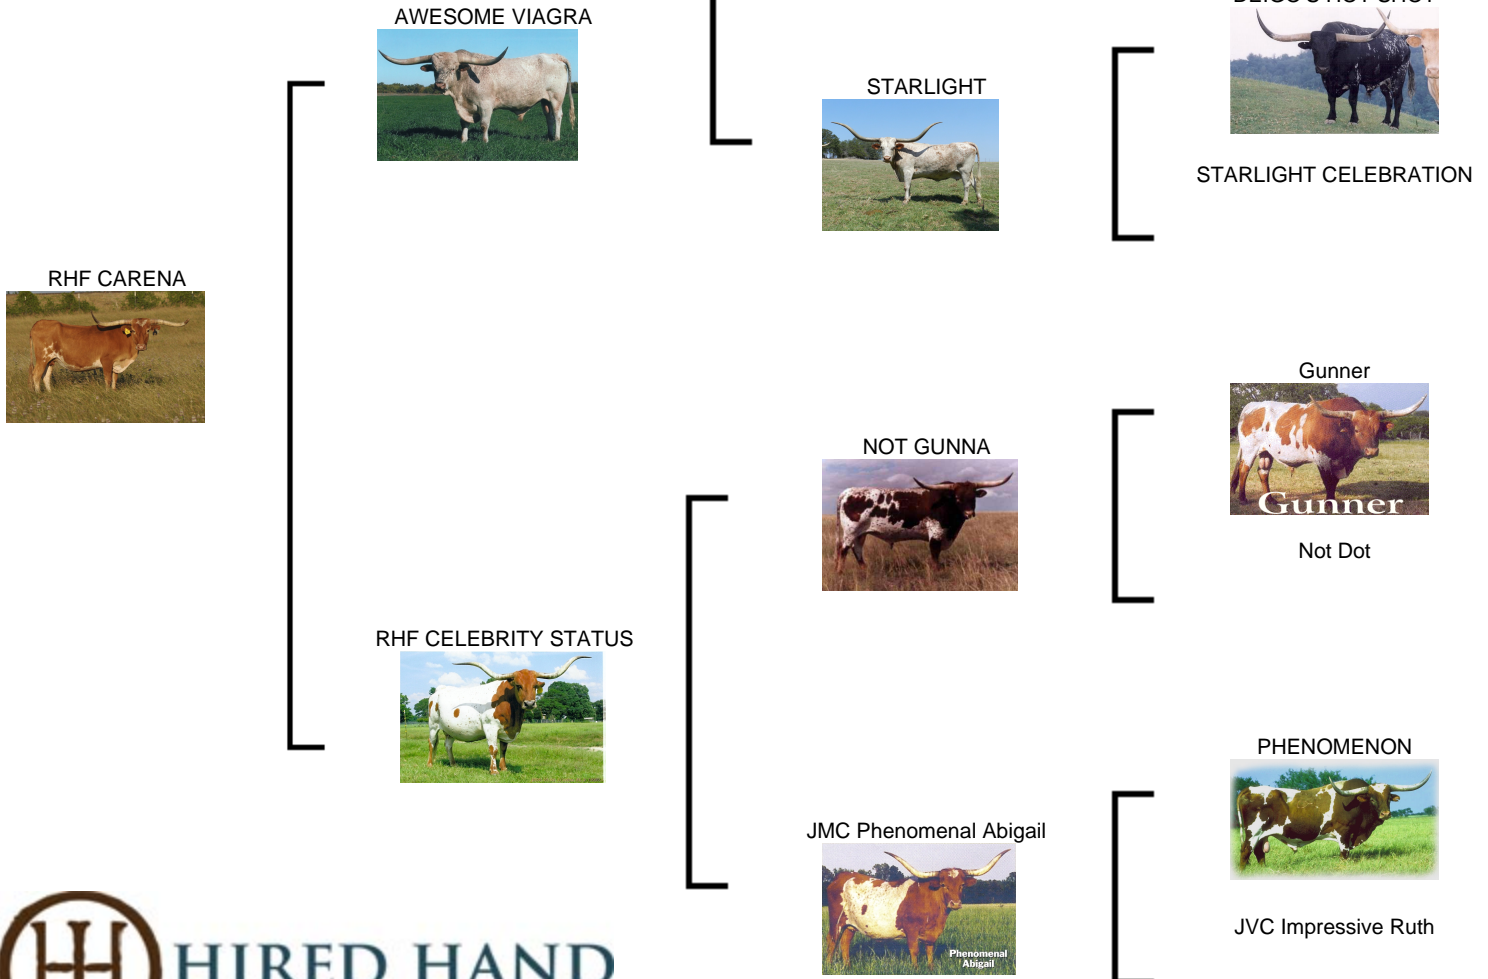 AWESOME VIAGRA
STARLIGHT
STARLIGHT CELEBRATION
RHF CARENA
Gunner
Gunner
NOT GUNNA
Not Dot
RHF CELEBRITY STATUS
PHENOMENON
JMC Phenomenal Abigail
Phenomenal
Abigail
JVC Impressive Ruth
HIRED HAND